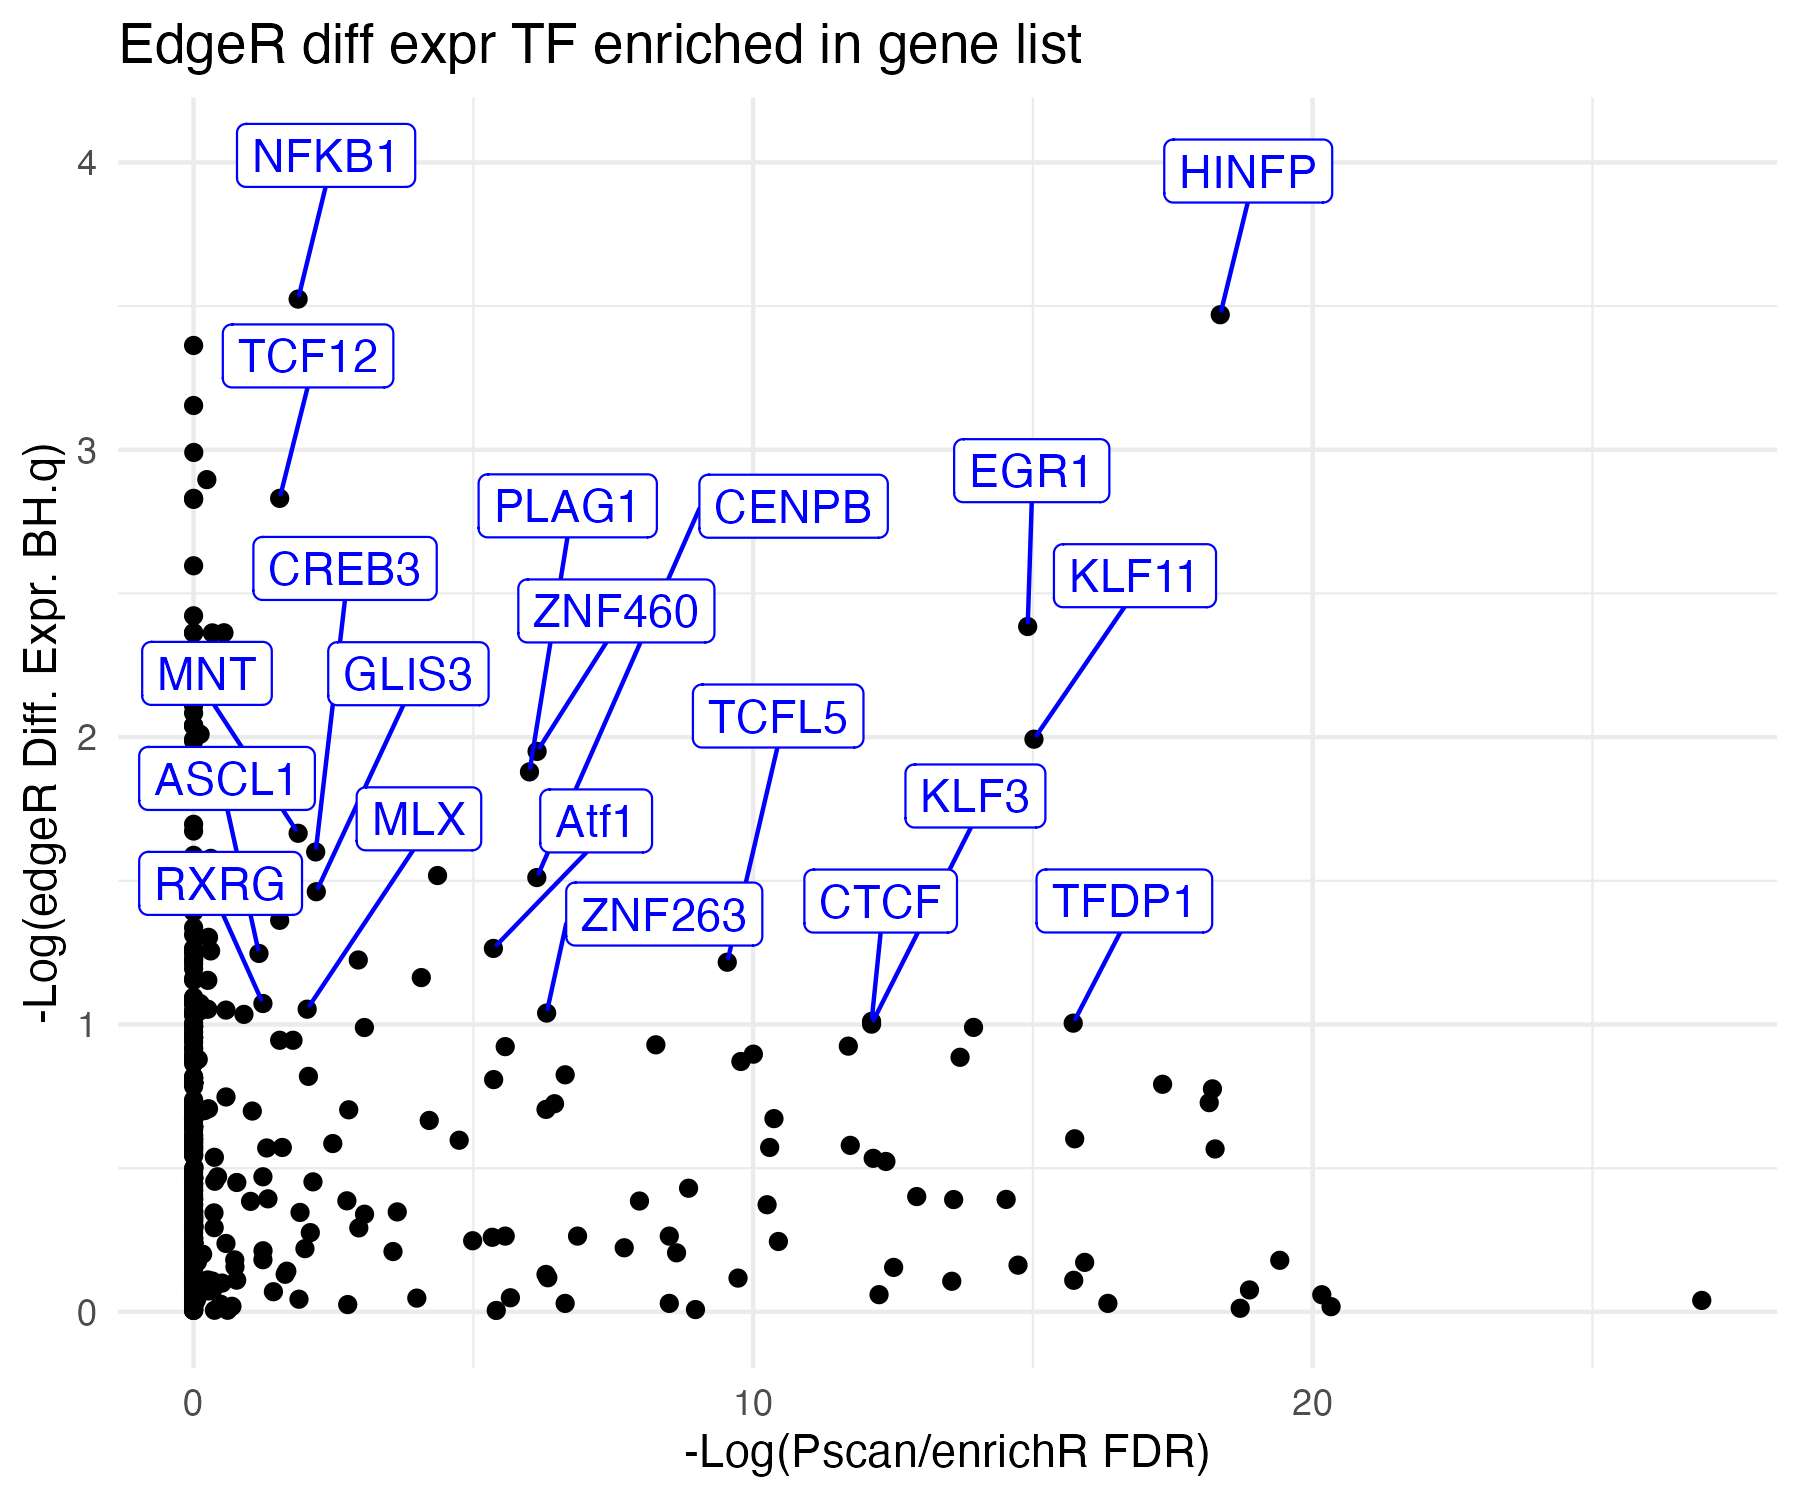 EdgeR diff expr TF enriched in gene list
-Log(edgeR Diff. Expr. BH.q)
4
3
2
1
0
NFKB1
HINFP
TCF12
EGR1
PLAG1
CENPB
CREB3
KLF11
ZNF460
MNT
GLIS3
TCFL5
ASCL1
KLF3
MLX
Atf1
RXRG
CTCF
TFDP1
ZNF263
0
10
20
-Log(Pscan/enrichR FDR)